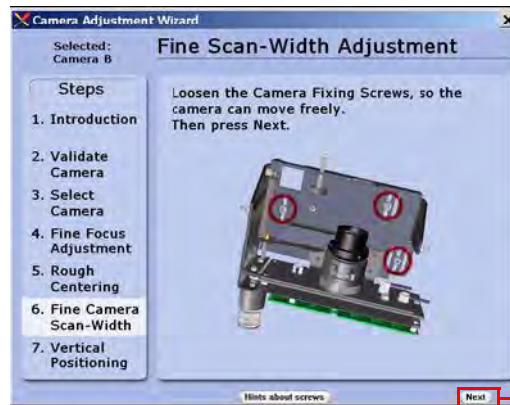 Camera Adjustment Wizard
Selected:
Camera B
Fine Scan-Width Adjustment
Steps
1. Introduction
2. Validate
Camera
3. Select
Camera
4. Fine Focus
Adjustment
5. Rough
Centering
6. Fine Camera
Scan-Width
7. Vertical
Positioning
Loosen the Camera Fixing Screws, so the
camera can move freely.
Then press Next.
Hints about screws
Next